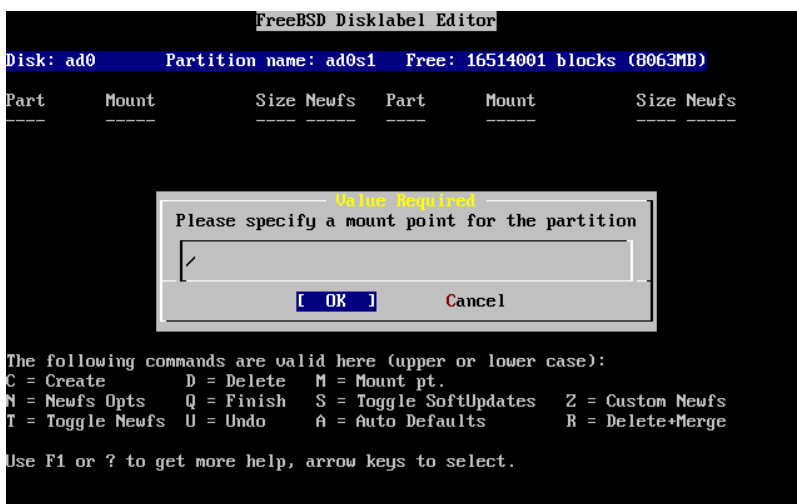 FreeBSD Disklabel Editor
Disk: ad0 Partition name: ad0s1 Free: 16514001 blocks (8063MB)
Part Mount Size Newfs Part Mount Size Newfs
---- ----- ---- ----- ---- ----- ---- -----
Value Required
Please specify a mount point for the partition
/
[ OK ] Cancel
The following commands are valid here (upper or lower case):
C = Create D = Delete M = Mount pt.
N = Newfs Opts Q = Finish S = Toggle SoftUpdates Z = Custom Newfs
T = Toggle Newfs U = Undo A = Auto Defaults R = Delete+Merge
Use F1 or ? to get more help, arrow keys to select.